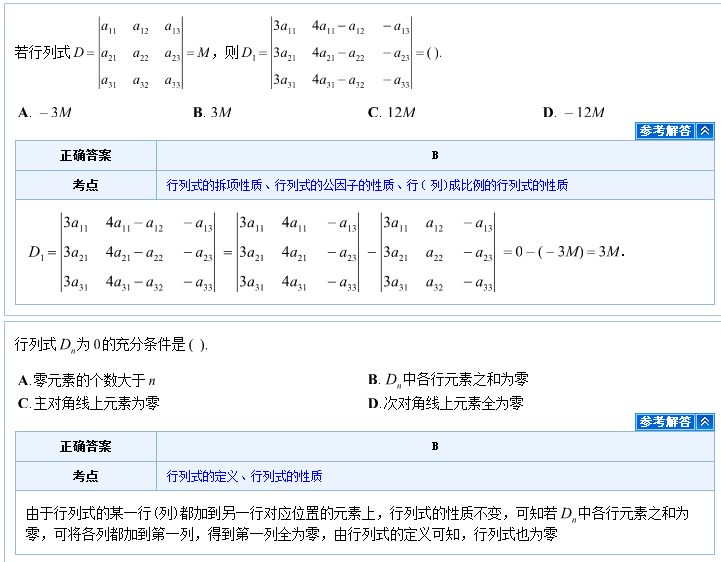 若行列式 D = |a₁₁ a₁₂ a₁₃; a₂₁ a₂₂ a₂₃; a₃₁ a₃₂ a₃₃| = M，则 D₁ = |3a₁₁ 4a₁₁−a₁₂ −a₁₃; 3a₂₁ 4a₂₁−a₂₂ −a₂₃; 3a₃₁ 4a₃₁−a₃₂ −a₃₃| = ( ).
A. −3M B. 3M C. 12M D. −12M
参考解答
正确答案 B
考点 行列式的拆项性质、行列式的公因子的性质、行（列)成比例的行列式的性质
D₁ = |3a₁₁ 4a₁₁−a₁₂ −a₁₃; 3a₂₁ 4a₂₁−a₂₂ −a₂₃; 3a₃₁ 4a₃₁−a₃₂ −a₃₃| = |3a₁₁ 4a₁₁ −a₁₃; 3a₂₁ 4a₂₁ −a₂₃; 3a₃₁ 4a₃₁ −a₃₃| − |3a₁₁ a₁₂ −a₁₃; 3a₂₁ a₂₂ −a₂₃; 3a₃₁ a₃₂ −a₃₃| = 0−(−3M) = 3M.
行列式 Dₙ 为 0 的充分条件是 ( ).
A.零元素的个数大于 n B. Dₙ 中各行元素之和为零
C.主对角线上元素为零 D.次对角线上元素全为零
参考解答
正确答案 B
考点 行列式的定义、行列式的性质
由于行列式的某一行(列)都加到另一行对应位置的元素上，行列式的性质不变，可知若 Dₙ 中各行元素之和为
零，可将各列都加到第一列，得到第一列全为零，由行列式的定义可知，行列式也为零